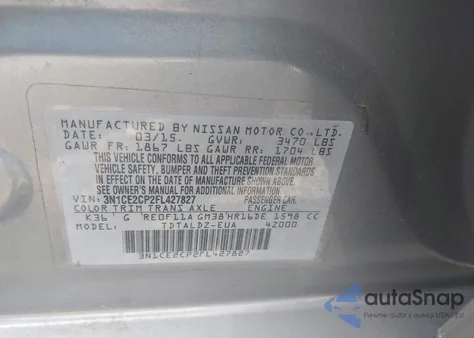 MANUFACTURED BY NISSAN MOTOR CO.,LTD.
DATE: 03/15. GVWR: 3470 LBS
GAWR FR: 1867 LBS GAWR RR: 1704 LBS
THIS VEHICLE CONFORMS TO ALL APPLICABLE FEDERAL MOTOR
VEHICLE SAFETY, BUMPER, AND THEFT PREVENTION STANDARDS
IN EFFECT ON THE DATE OF MANUFACTURE SHOWN ABOVE.
SEE OWNER'S MANUAL FOR ADDITIONAL INFORMATION
VIN: 3N1CE2CP2FL427827 PASSENGER CAR.
COLOR TRIM TRANS AXLE ENGINE
K36 G RE0F11A GM38 HR16DE 1598 CC
MODEL: TDTALDZ-EUA 42000
3N1CE2CP2FL427827
autoSnap